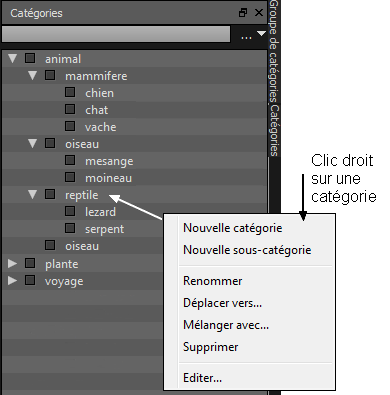 Catégories
...
animal
mammifere
chien
chat
vache
oiseau
mesange
moineau
reptile
lezard
serpent
oiseau
plante
voyage
Groupe de catégories
Catégories
Clic droit
sur une
catégorie
Nouvelle catégorie
Nouvelle sous-catégorie
Renommer
Déplacer vers...
Mélanger avec...
Supprimer
Editer...